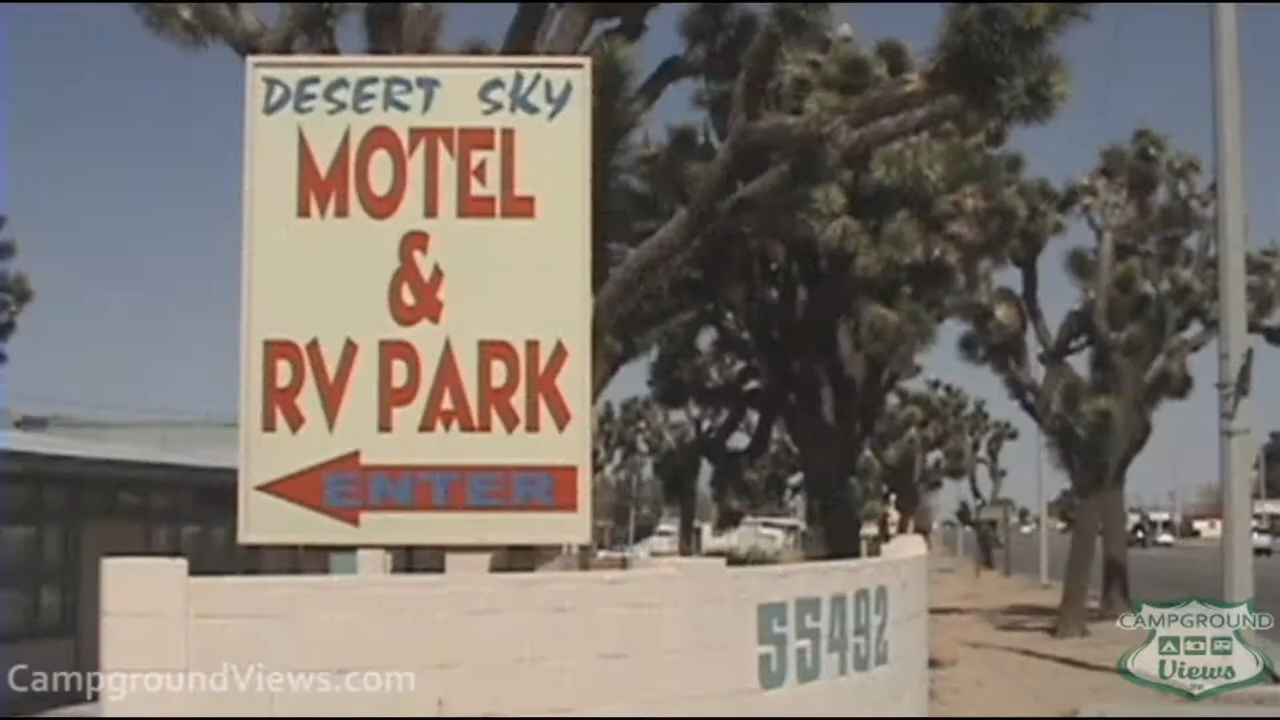 DESERT SKY
MOTEL
&
RV PARK
ENTER
55492
CampgroundViews.com
CAMPGROUND
Views